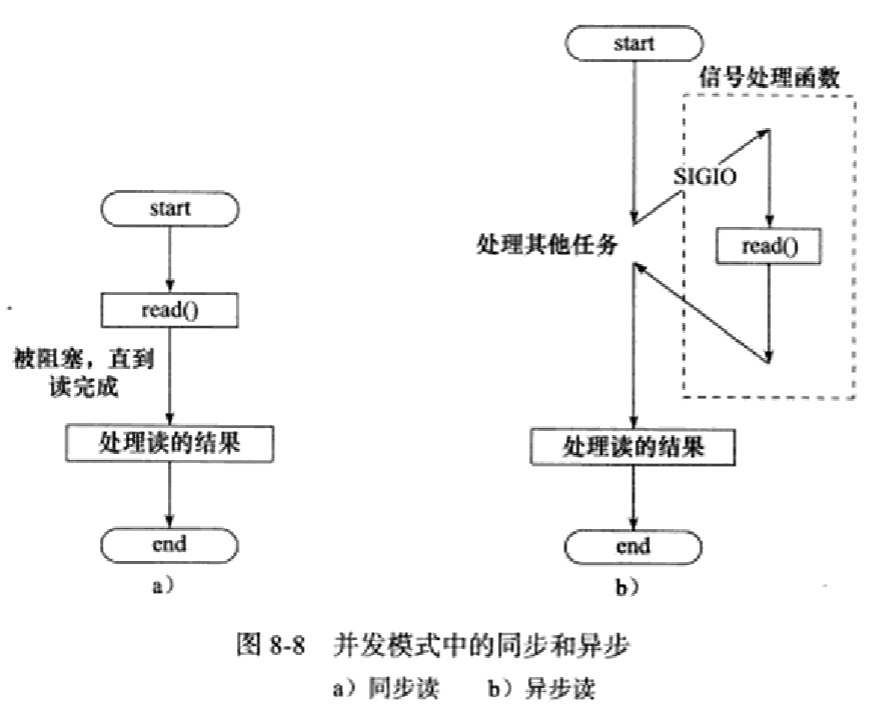 start
read()
被阻塞，直到
读完成
处理读的结果
end
a）
start
信号处理函数
SIGIO
处理其他任务
read()
处理读的结果
end
b）
图 8-8 并发模式中的同步和异步
a）同步读 b）异步读